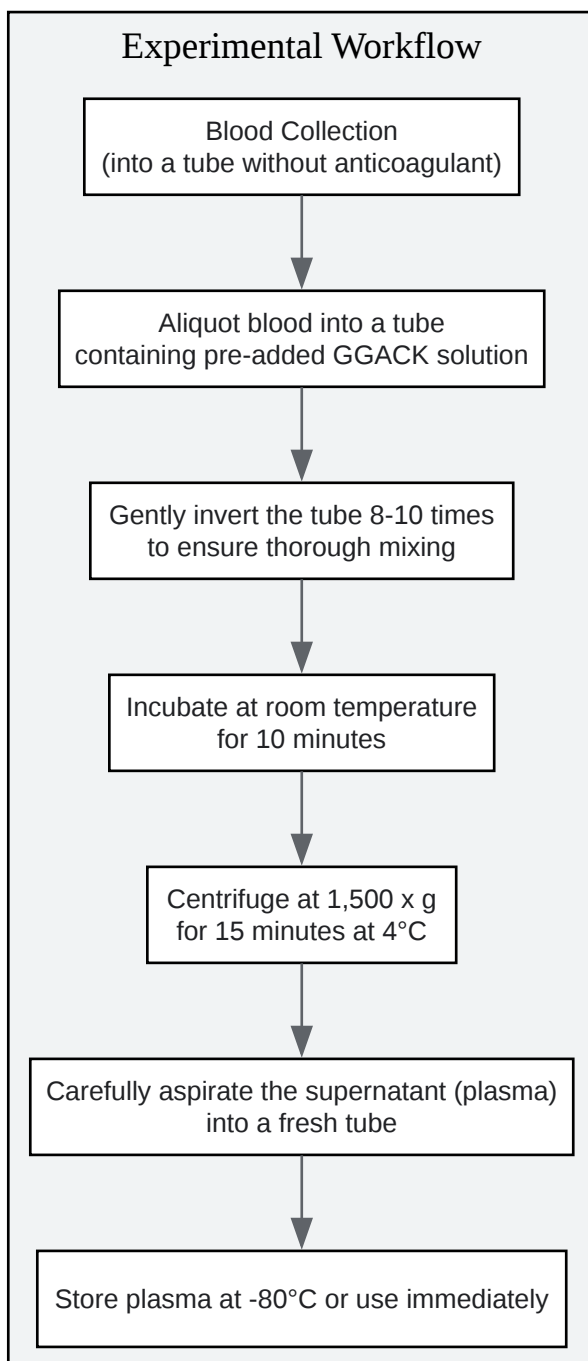 Experimental Workflow
Blood Collection
(into a tube without anticoagulant)
Aliquot blood into a tube
containing pre-added GGACK solution
Gently invert the tube 8-10 times
to ensure thorough mixing
Incubate at room temperature
for 10 minutes
Centrifuge at 1,500 x g
for 15 minutes at 4°C
Carefully aspirate the supernatant (plasma)
into a fresh tube
Store plasma at -80°C or use immediately